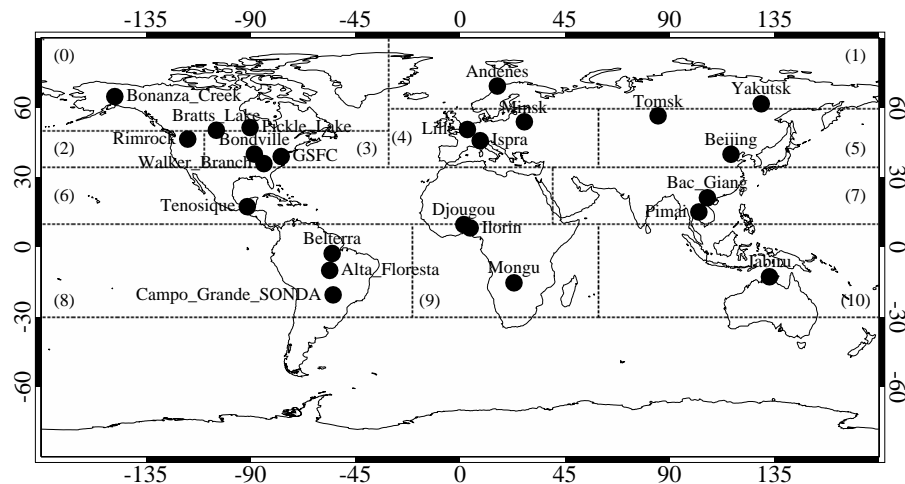 -135 -90 -45 0 45 90 135
(0) (1)
Andenes
Bonanza_Creek
Yakutsk
60 Bratts_Lake Minsk Tomsk 60
Pickle_Lake
Rimrock Bondville (4) Lille
(2) (3) Ispra Beijing (5)
Walker_Branch GSFC
30 30
(6) Bac_Giang (7)
Tenosique Djougou Pimai
Ilorin
0 Belterra 0
Alta_Floresta Mongu Jabiru
Campo_Grande_SONDA
(8) (9) (10)
-30 -30
-60 -60
-135 -90 -45 0 45 90 135